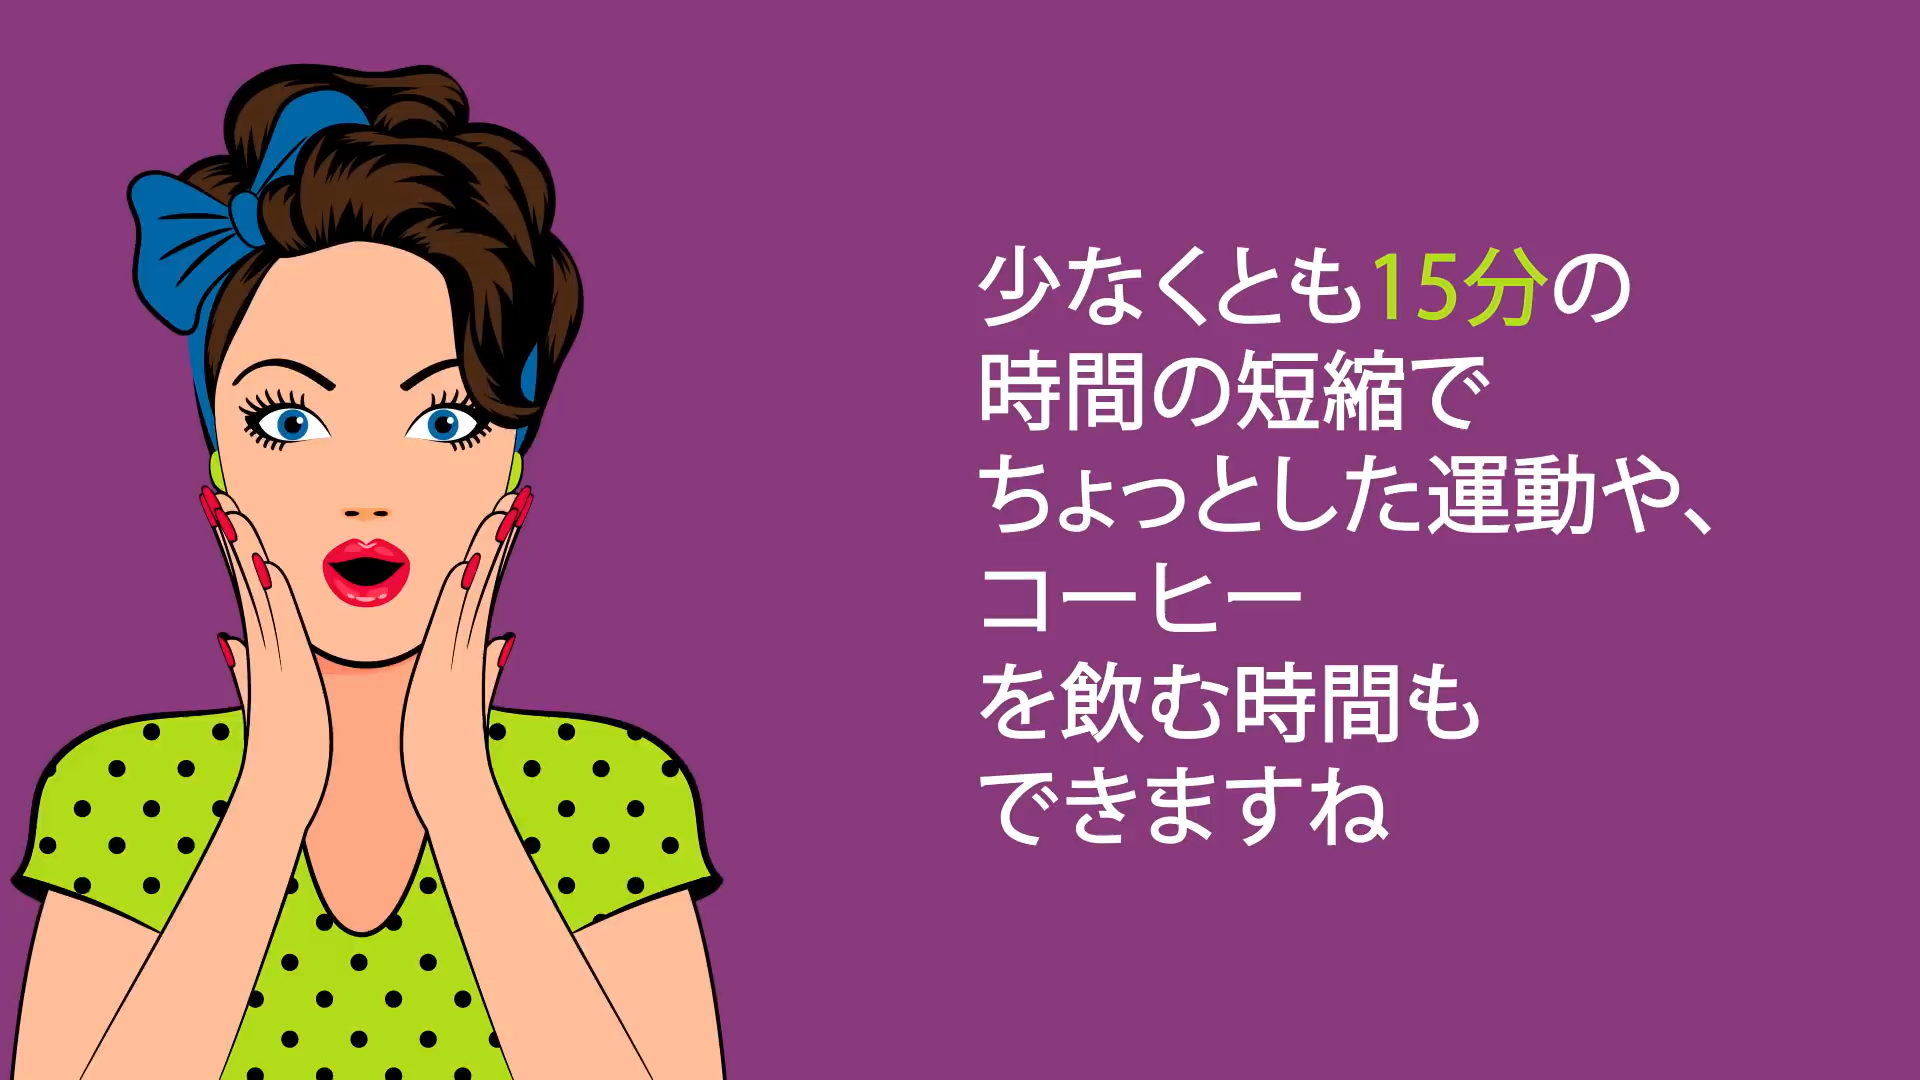 少なくとも15分の
時間の短縮で
ちょっとした運動や、
コーヒー
を飲む時間も
できますね